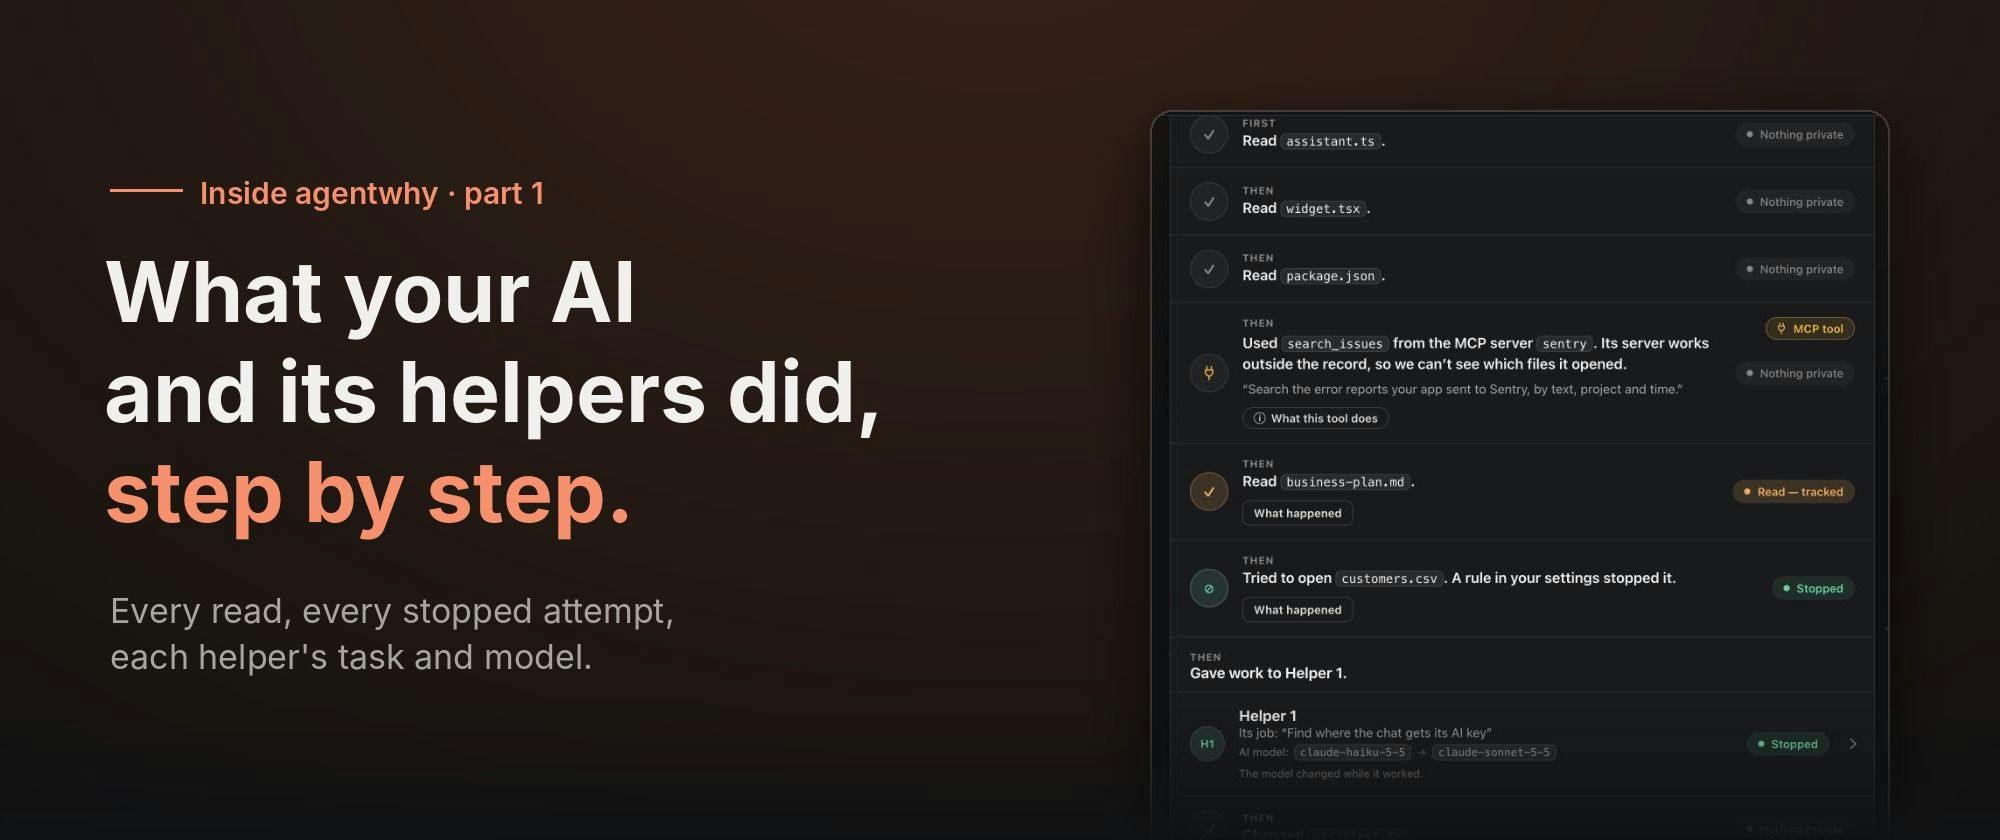 Inside agentwhy · part 1
What your AI
and its helpers did,
step by step.
Every read, every stopped attempt,
each helper's task and model.
FIRST
Read assistant.ts.
Nothing private
THEN
Read widget.tsx.
Nothing private
THEN
Read package.json.
Nothing private
THEN
MCP tool
Used search_issues from the MCP server sentry. Its server works
outside the record, so we can’t see which files it opened.
Nothing private
“Search the error reports your app sent to Sentry, by text, project and time.”
What this tool does
THEN
Read business-plan.md.
Read — tracked
What happened
THEN
Tried to open customers.csv. A rule in your settings stopped it.
Stopped
What happened
THEN
Gave work to Helper 1.
H1
Helper 1
Its job: “Find where the chat gets its AI key”
AI model: claude-haiku-5-5 → claude-sonnet-5-5
Stopped
The model changed while it worked.
THEN
Changed assistant.ts
Nothing private